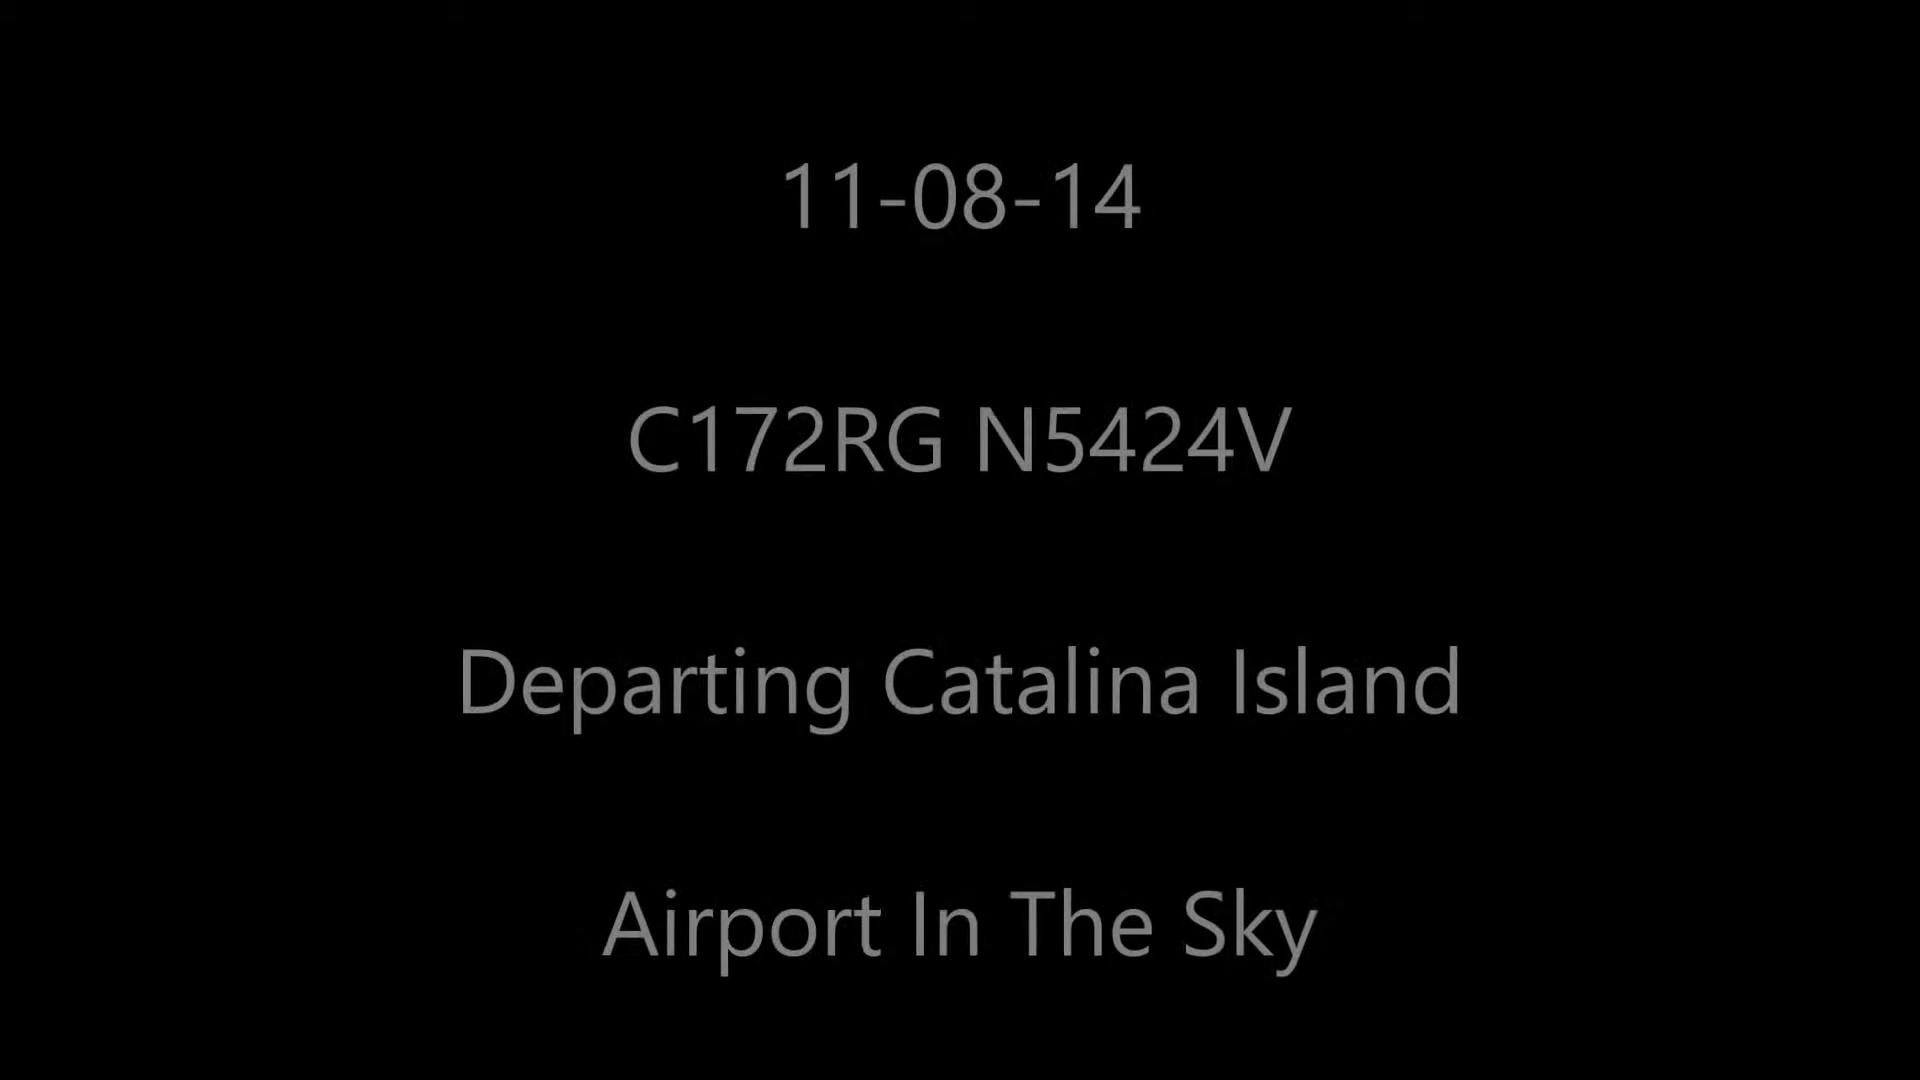 11-08-14
C172RG N5424V
Departing Catalina Island
Airport In The Sky